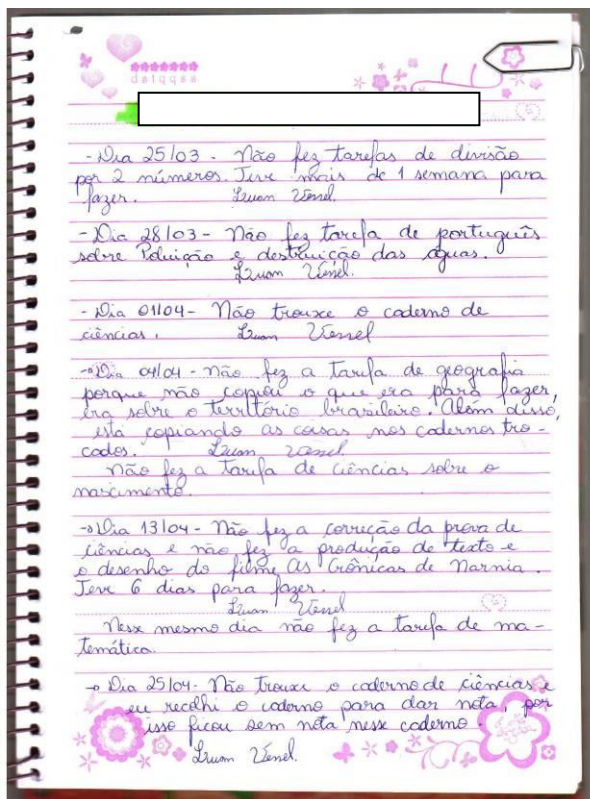 dstqqss
- Dia 25/03 - Não fez tarefas de divisão
por 2 números. Teve mais de 1 semana para
fazer. Luan
- Dia 28/03 - Não fez tarefa de português
sobre Poluição e destruição das águas.
Luan
- Dia 01/04 - Não trouxe o caderno de
ciências. Luan
- Dia 04/04 - não fez a tarefa de geografia
porque não copiou o que era para fazer,
era sobre o território brasileiro. Além disso,
está copiando as coisas nos cadernos tro-
cados. Luan
Não fez a tarefa de ciências sobre o
nascimento.
→ Dia 13/04 - Não fez a correção da prova de
ciências e não fez a produção de texto e
o desenho do filme As Crônicas de Narnia.
Teve 6 dias para fazer.
Luan
Nesse mesmo dia não fez a tarefa de ma-
temática.
→ Dia 25/04 - Não trouxe o caderno de ciências e
eu recolhi o caderno para dar nota, por
isso ficou sem nota nesse caderno.
Luan